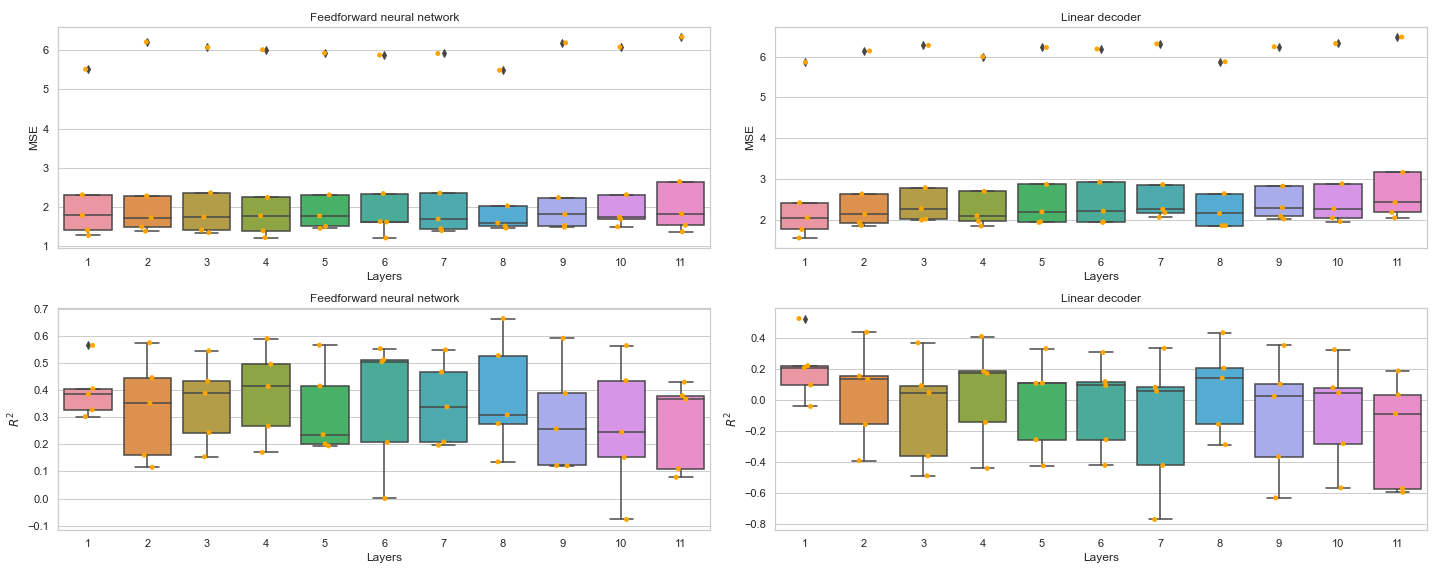 Feedforward neural network
MSE
6
5
4
3
2
1
1 2 3 4 5 6 7 8 9 10 11
Layers
Linear decoder
MSE
6
5
4
3
2
1 2 3 4 5 6 7 8 9 10 11
Layers
Feedforward neural network
R²
0.7
0.6
0.5
0.4
0.3
0.2
0.1
0.0
−0.1
1 2 3 4 5 6 7 8 9 10 11
Layers
Linear decoder
R²
0.4
0.2
0.0
−0.2
−0.4
−0.6
−0.8
1 2 3 4 5 6 7 8 9 10 11
Layers